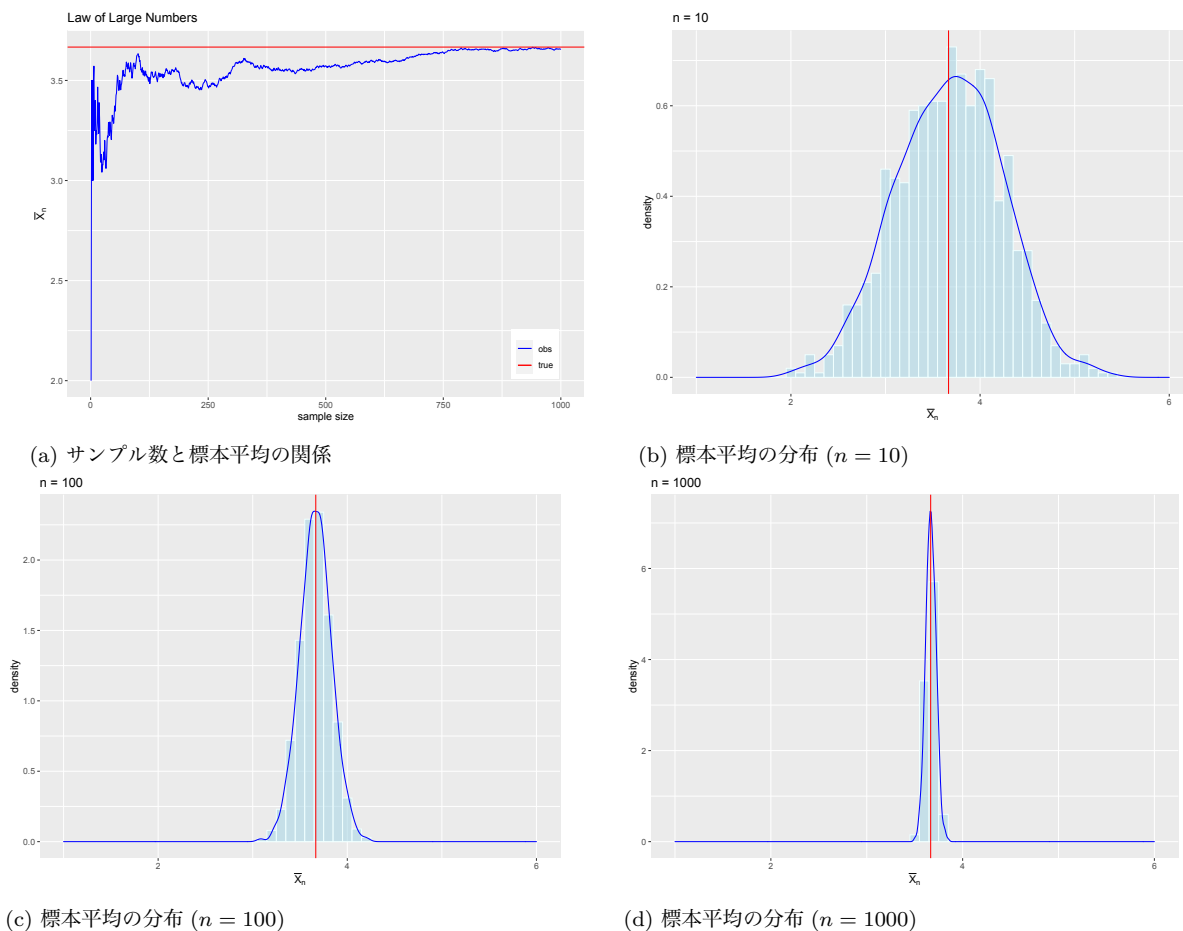 Law of Large Numbers
3.5
3.0
2.5
2.0
X̅n
0 250 500 750 1000
sample size
obs
true
(a) サンプル数と標本平均の関係
n = 10
0.6
0.4
0.2
0.0
density
2 4 6
X̅n
(b) 標本平均の分布 (n = 10)
n = 100
2.0
1.5
1.0
0.5
0.0
density
2 4 6
X̅n
(c) 標本平均の分布 (n = 100)
n = 1000
6
4
2
0
density
2 4 6
X̅n
(d) 標本平均の分布 (n = 1000)